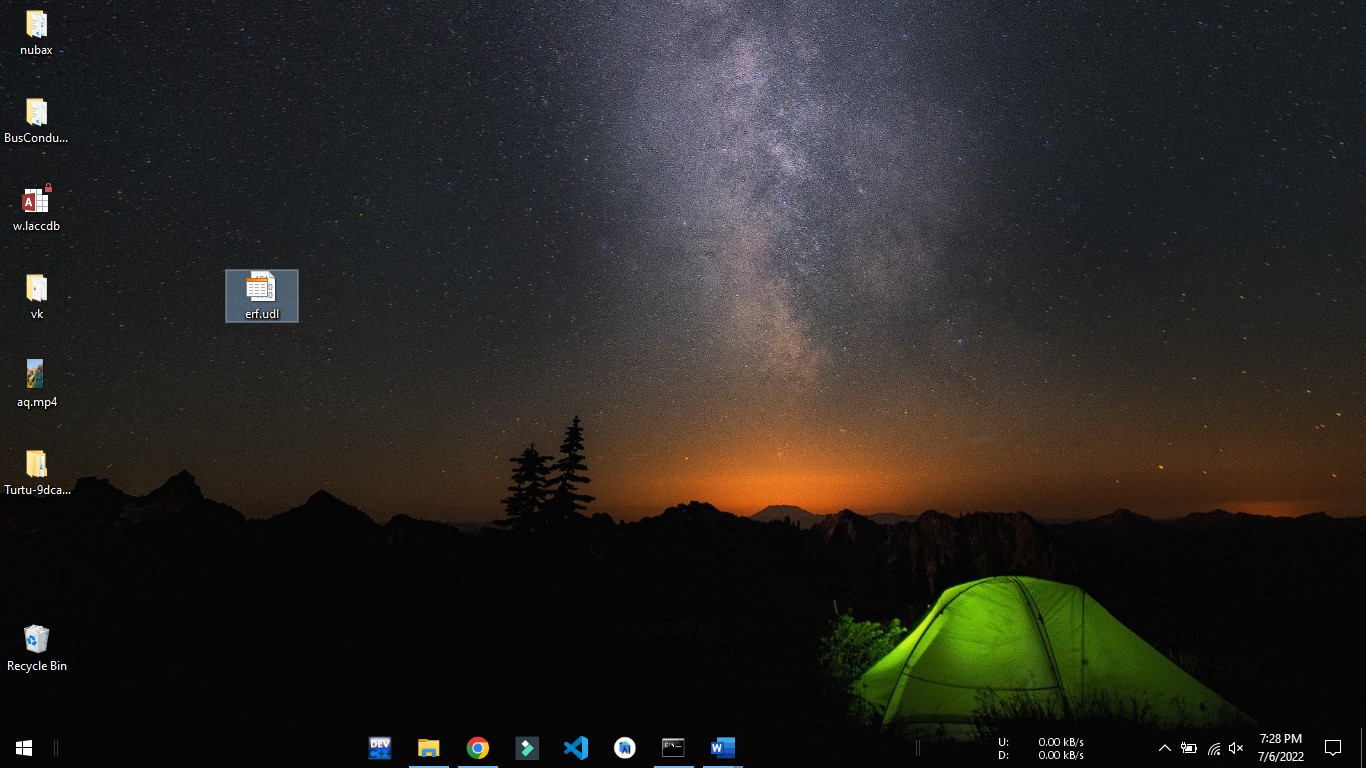 nubax
BusCondu...
w.laccdb
vk
aq.mp4
Turtu-9dca...
Recycle Bin
erf.udl
DEV
U: 0.00 kB/s
D: 0.00 kB/s
7:28 PM
7/6/2022